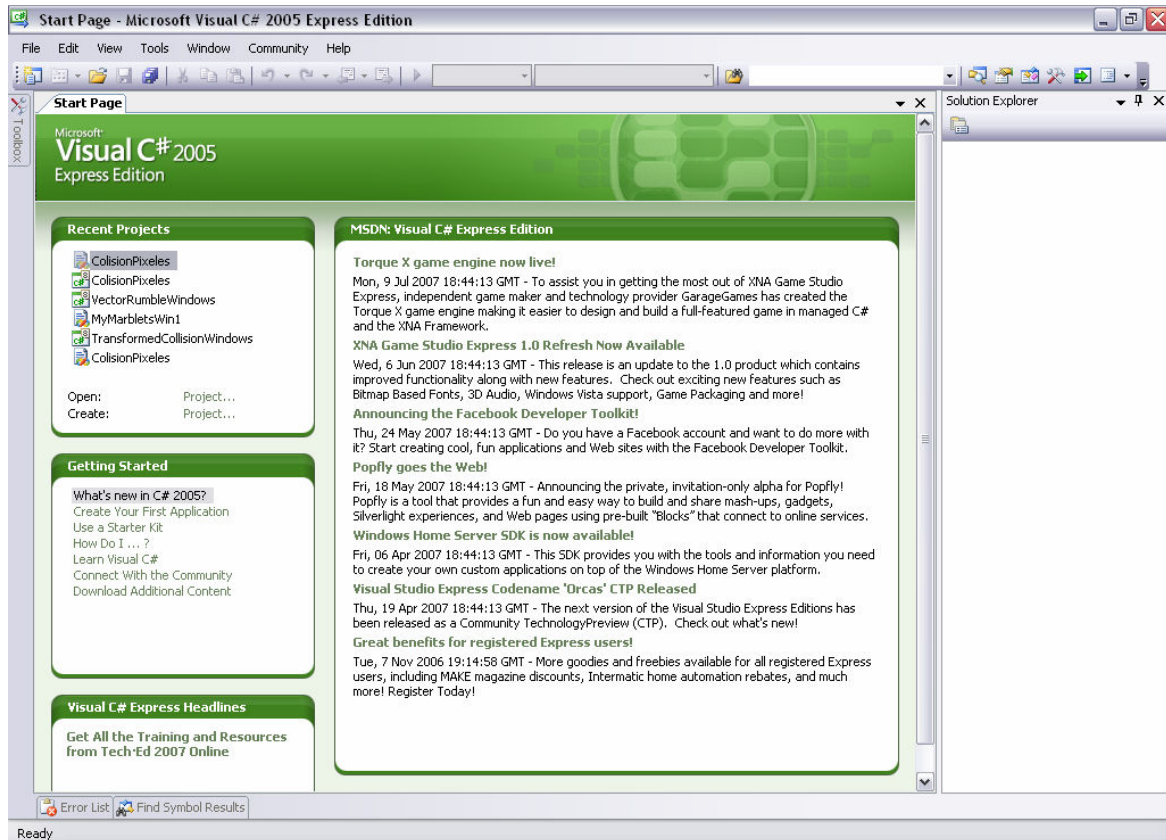 Start Page - Microsoft Visual C# 2005 Express Edition
File Edit View Tools Window Community Help
Toolbox
Start Page
Microsoft
Visual C# 2005
Express Edition
Recent Projects
ColisionPixeles
ColisionPixeles
VectorRumbleWindows
MyMarbletsWin1
TransformedCollisionWindows
ColisionPixeles
Open: Project...
Create: Project...
Getting Started
What's new in C# 2005?
Create Your First Application
Use a Starter Kit
How Do I ... ?
Learn Visual C#
Connect With the Community
Download Additional Content
Visual C# Express Headlines
Get All the Training and Resources
from Tech·Ed 2007 Online
MSDN: Visual C# Express Edition
Torque X game engine now live!
Mon, 9 Jul 2007 18:44:13 GMT - To assist you in getting the most out of XNA Game Studio
Express, independent game maker and technology provider GarageGames has created the
Torque X game engine making it easier to design and build a full-featured game in managed C#
and the XNA Framework.
XNA Game Studio Express 1.0 Refresh Now Available
Wed, 6 Jun 2007 18:44:13 GMT - This release is an update to the 1.0 product which contains
improved functionality along with new features. Check out exciting new features such as
Bitmap Based Fonts, 3D Audio, Windows Vista support, Game Packaging and more!
Announcing the Facebook Developer Toolkit!
Thu, 24 May 2007 18:44:13 GMT - Do you have a Facebook account and want to do more with
it? Start creating cool, fun applications and Web sites with the Facebook Developer Toolkit.
Popfly goes the Web!
Fri, 18 May 2007 18:44:13 GMT - Announcing the private, invitation-only alpha for Popfly!
Popfly is a tool that provides a fun and easy way to build and share mash-ups, gadgets,
Silverlight experiences, and Web pages using pre-built "Blocks" that connect to online services.
Windows Home Server SDK is now available!
Fri, 06 Apr 2007 18:44:13 GMT - This SDK provides you with the tools and information you need
to create your own custom applications on top of the Windows Home Server platform.
Visual Studio Express Codename 'Orcas' CTP Released
Thu, 19 Apr 2007 18:44:13 GMT - The next version of the Visual Studio Express Editions has
been released as a Community TechnologyPreview (CTP). Check out what's new!
Great benefits for registered Express users!
Tue, 7 Nov 2006 19:14:58 GMT - More goodies and freebies available for all registered Express
users, including MAKE magazine discounts, Intermatic home automation rebates, and much
more! Register Today!
Solution Explorer
Error List Find Symbol Results
Ready